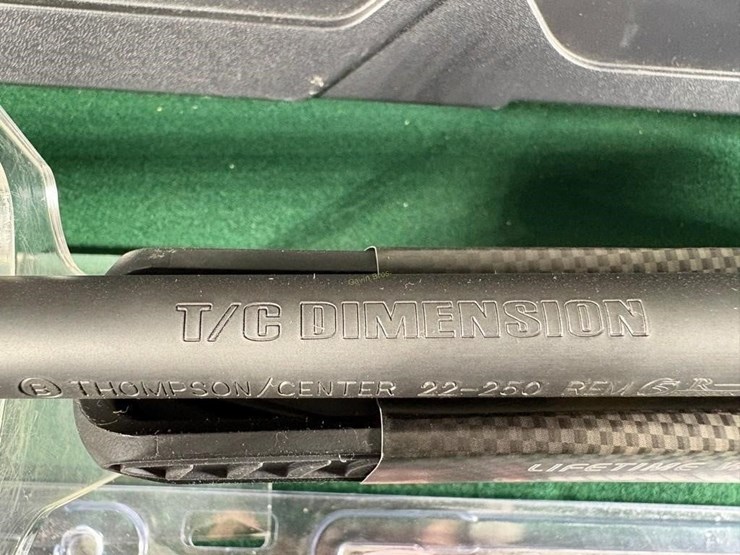 Ⓑ
T/C DIMENSION
THOMPSON/CENTER 22-250 REM
LIFETIME